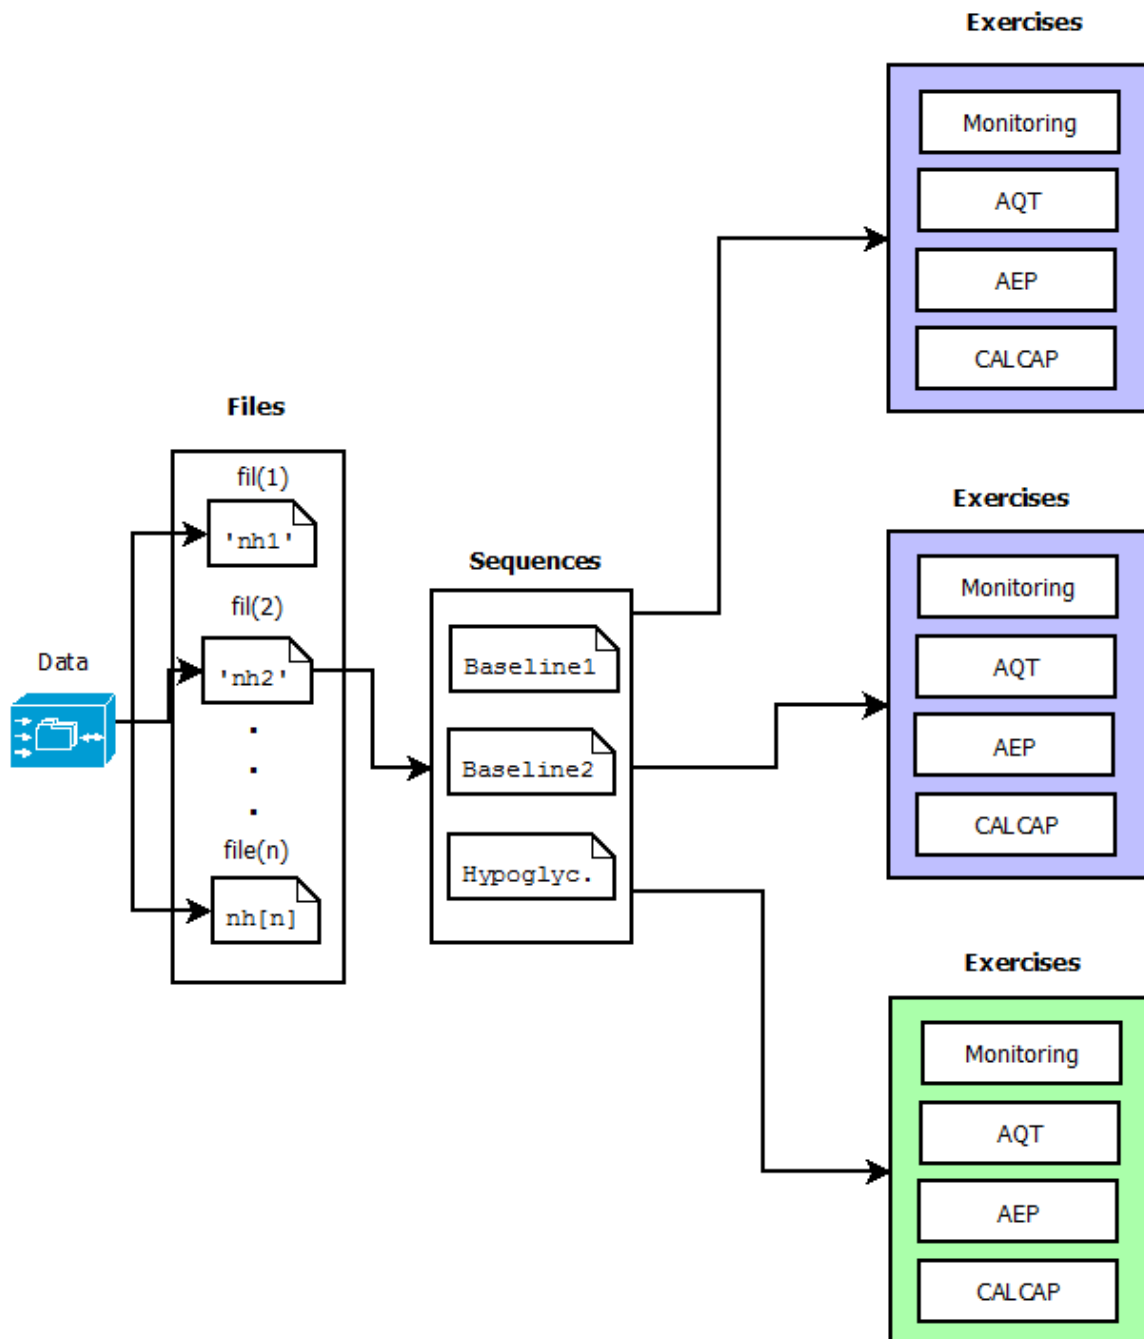 Exercises
Monitoring
AQT
AEP
CALCAP
Files
fil(1)
'nh1'
fil(2)
'nh2'
.
.
.
file(n)
nh[n]
Data
Sequences
Baseline1
Baseline2
Hypoglyc.
Exercises
Monitoring
AQT
AEP
CALCAP
Exercises
Monitoring
AQT
AEP
CALCAP